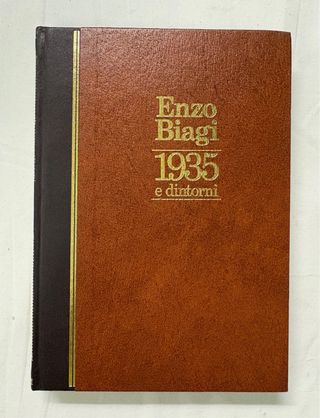 Enzo
Biagi
1935
e dintorni